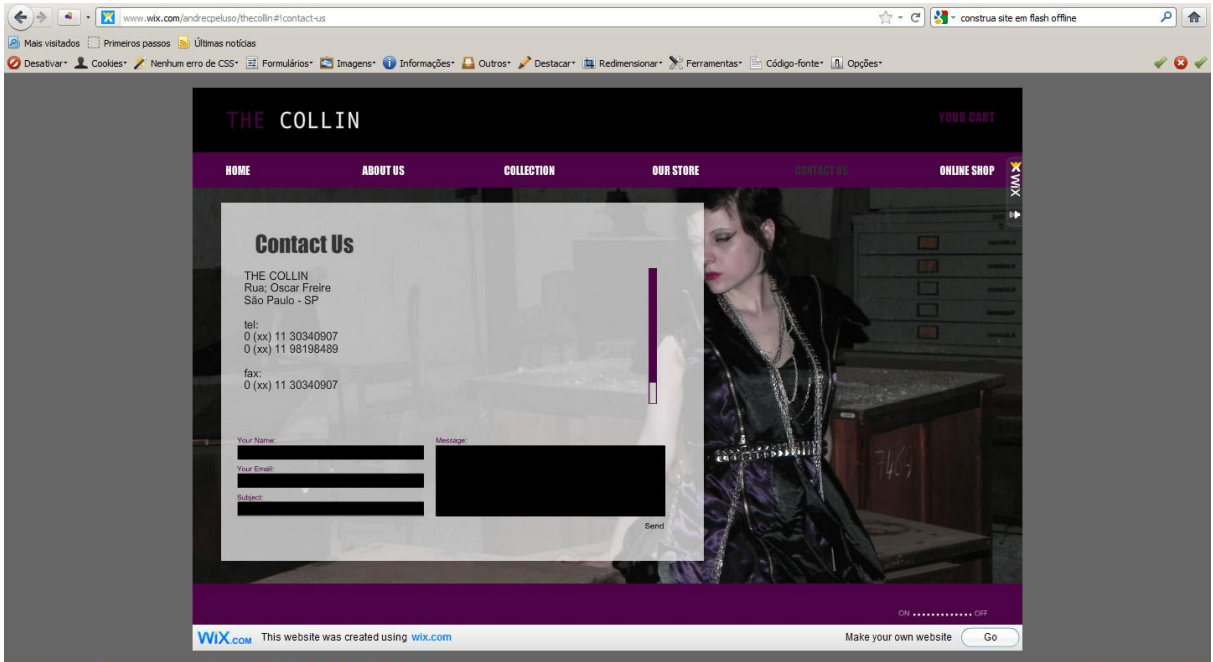 www.wix.com/andrecpeluso/thecollin#!contact-us
construa site em flash offline
Mais visitados Primeiros passos Últimas notícias
Desativar Cookies Nenhum erro de CSS Formulários Imagens Informações Outros Destacar Redimensionar Ferramentas Código-fonte Opções
THE COLLIN
YOUR CART
HOME ABOUT US COLLECTION OUR STORE CONTACT US ONLINE SHOP
WiX
Contact Us
THE COLLIN
Rua; Oscar Freire
São Paulo - SP
tel:
0 (xx) 11 30340907
0 (xx) 11 98198489
fax:
0 (xx) 11 30340907
Your Name:
Message:
Your Email:
Subject:
Send
7469
ON OFF
WiX.com This website was created using wix.com
Make your own website Go